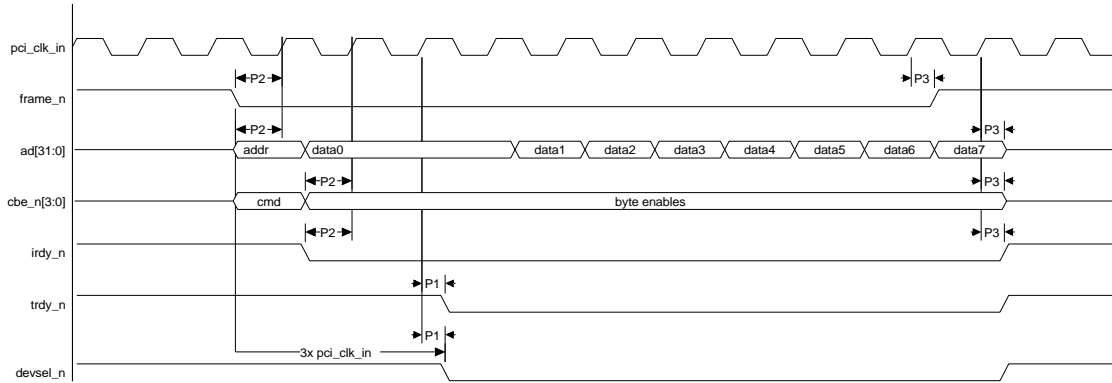 pci_clk_in
P2
P3
frame_n
P2
P3
ad[31:0]
addr
data0
data1
data2
data3
data4
data5
data6
data7
P2
P3
cbe_n[3:0]
cmd
byte enables
P2
P3
irdy_n
P1
trdy_n
P1
3x pci_clk_in
devsel_n